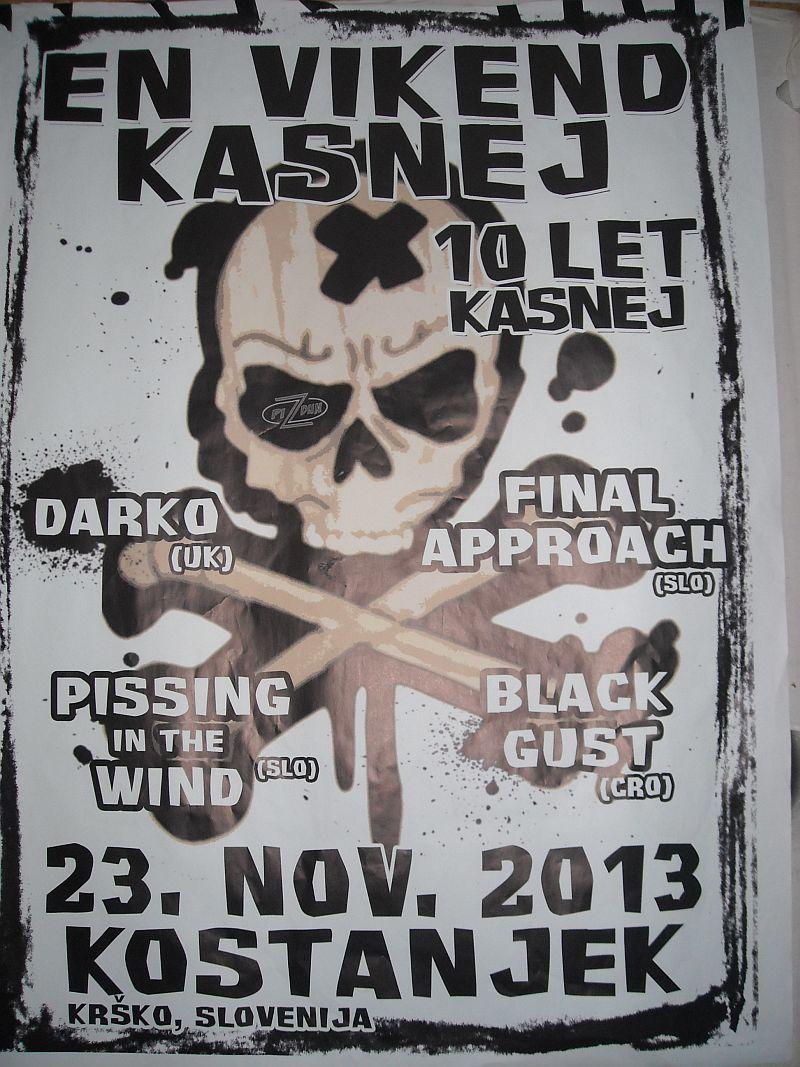 EN VIKEND
KASNEJ
10 LET
KASNEJ
PIZDUN
DARKO
(UK)
FINAL
APPROACH
(SLO)
PISSING
IN THE
WIND (SLO)
BLACK
GUST
(CRO)
23. NOV. 2013
KOSTANJEK
KRŠKO, SLOVENIJA